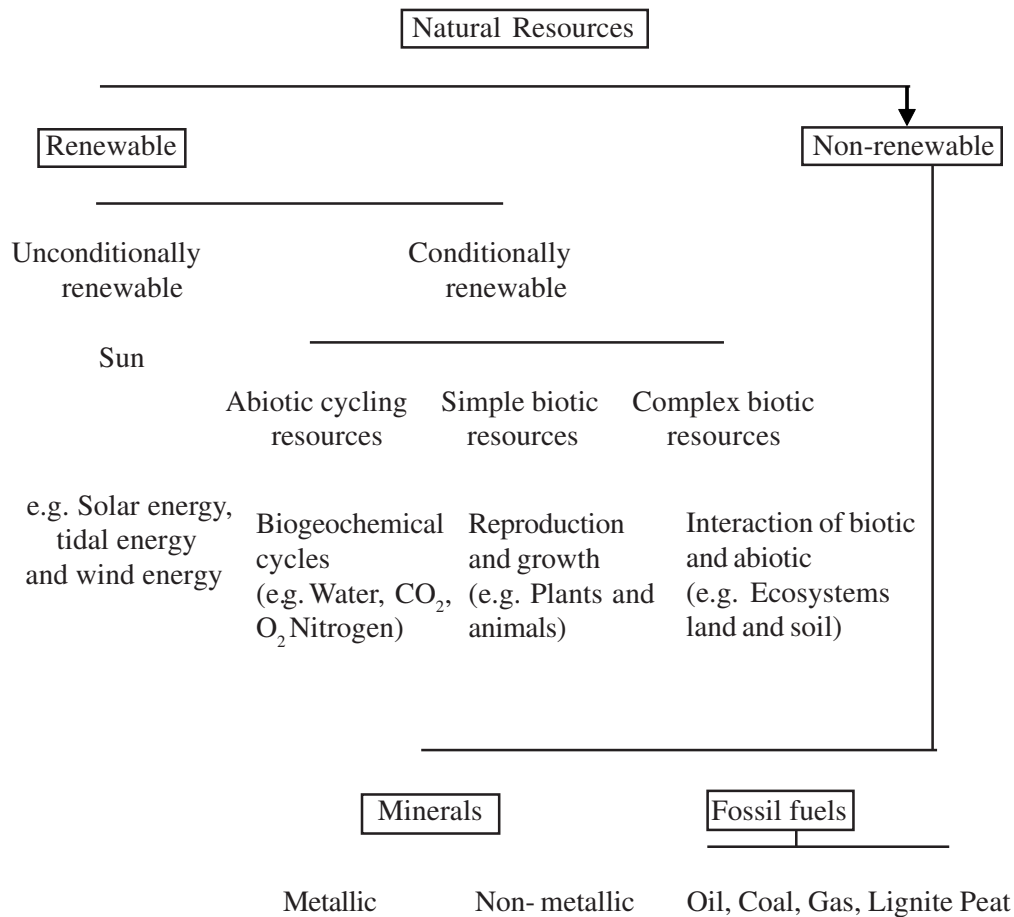 Natural Resources
Renewable
Non-renewable
Unconditionally
renewable
Conditionally
renewable
Sun
Abiotic cycling
resources
Simple biotic
resources
Complex biotic
resources
e.g. Solar energy,
tidal energy
and wind energy
Biogeochemical
cycles
(e.g. Water, CO₂,
O₂ Nitrogen)
Reproduction
and growth
(e.g. Plants and
animals)
Interaction of biotic
and abiotic
(e.g. Ecosystems
land and soil)
Minerals
Fossil fuels
Metallic
Non- metallic
Oil, Coal, Gas, Lignite Peat